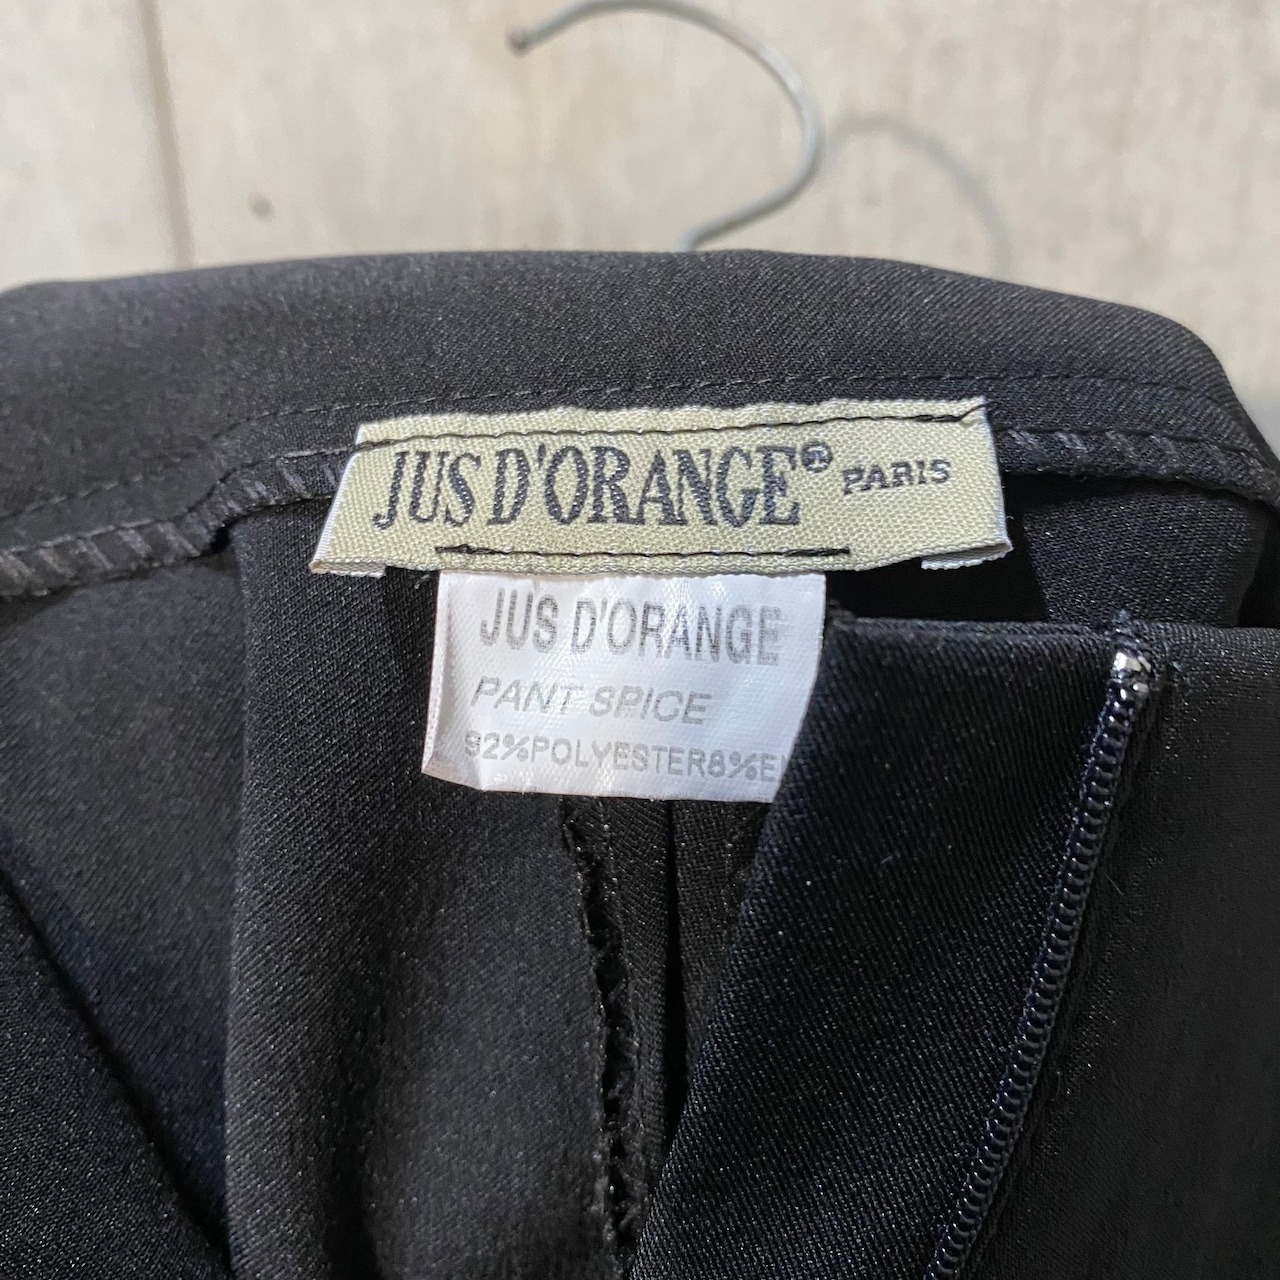 JUS D'ORANGE® PARIS
JUS D'ORANGE
PANT SPICE
92%POLYESTER8%